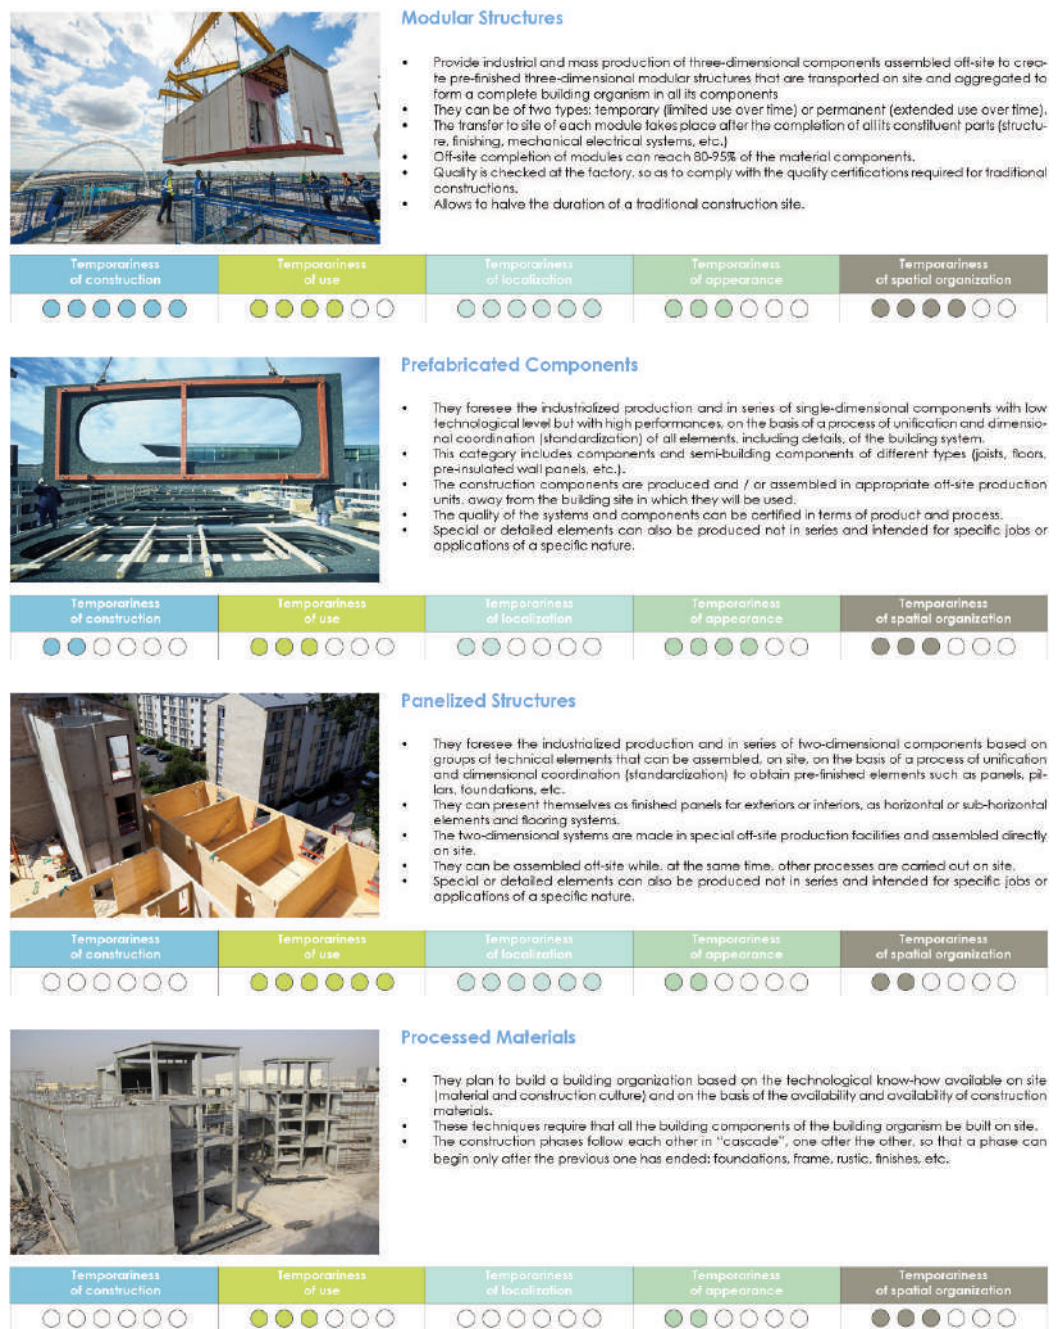 Modular Structures
• Provide industrial and mass production of three-dimensional components assembled off-site to crea-
te pre-finished three-dimensional modular structures that are transported on site and aggregated to
form a complete building organism in all its components
• They can be of two types: temporary (limited use over time) or permanent (extended use over time).
• The transfer to site of each module takes place after the completion of all its constituent parts (structu-
re, finishing, mechanical electrical systems, etc.)
• Off-site completion of modules can reach 80-95% of the material components.
• Quality is checked at the factory, so as to comply with the quality certifications required for traditional
constructions.
• Allows to halve the duration of a traditional construction site.
Temporariness of construction
Temporariness of use
Temporariness of localization
Temporariness of appearance
Temporariness of spatial organization
Prefabricated Components
• They foresee the industrialized production and in series of single-dimensional components with low
technological level but with high performances, on the basis of a process of unification and dimensio-
nal coordination (standardization) of all elements, including details, of the building system.
• This category includes components and semi-building components of different types (joists, floors,
pre-insulated wall panels, etc.).
• The construction components are produced and / or assembled in appropriate off-site production
units, away from the building site in which they will be used.
• The quality of the systems and components can be certified in terms of product and process.
• Special or detailed elements can also be produced not in series and intended for specific jobs or
applications of a specific nature.
Temporariness of construction
Temporariness of use
Temporariness of localization
Temporariness of appearance
Temporariness of spatial organization
Panelized Structures
• They foresee the industrialized production and in series of two-dimensional components based on
groups of technical elements that can be assembled, on site, on the basis of a process of unification
and dimensional coordination (standardization) to obtain pre-finished elements such as panels, pil-
lars, foundations, etc.
• They can present themselves as finished panels for exteriors or interiors, as horizontal or sub-horizontal
elements and flooring systems.
• The two-dimensional systems are made in special off-site production facilities and assembled directly
on site.
• They can be assembled off-site while, at the same time, other processes are carried out on site.
• Special or detailed elements can also be produced not in series and intended for specific jobs or
applications of a specific nature.
Temporariness of construction
Temporariness of use
Temporariness of localization
Temporariness of appearance
Temporariness of spatial organization
Processed Materials
• They plan to build a building organization based on the technological know-how available on site
(material and construction culture) and on the basis of the availability and availability of construction
materials.
• These techniques require that all the building components of the building organism be built on site.
• The construction phases follow each other in "cascade", one after the other, so that a phase can
begin only after the previous one has ended: foundations, frame, rustic, finishes, etc.
Temporariness of construction
Temporariness of use
Temporariness of localization
Temporariness of appearance
Temporariness of spatial organization